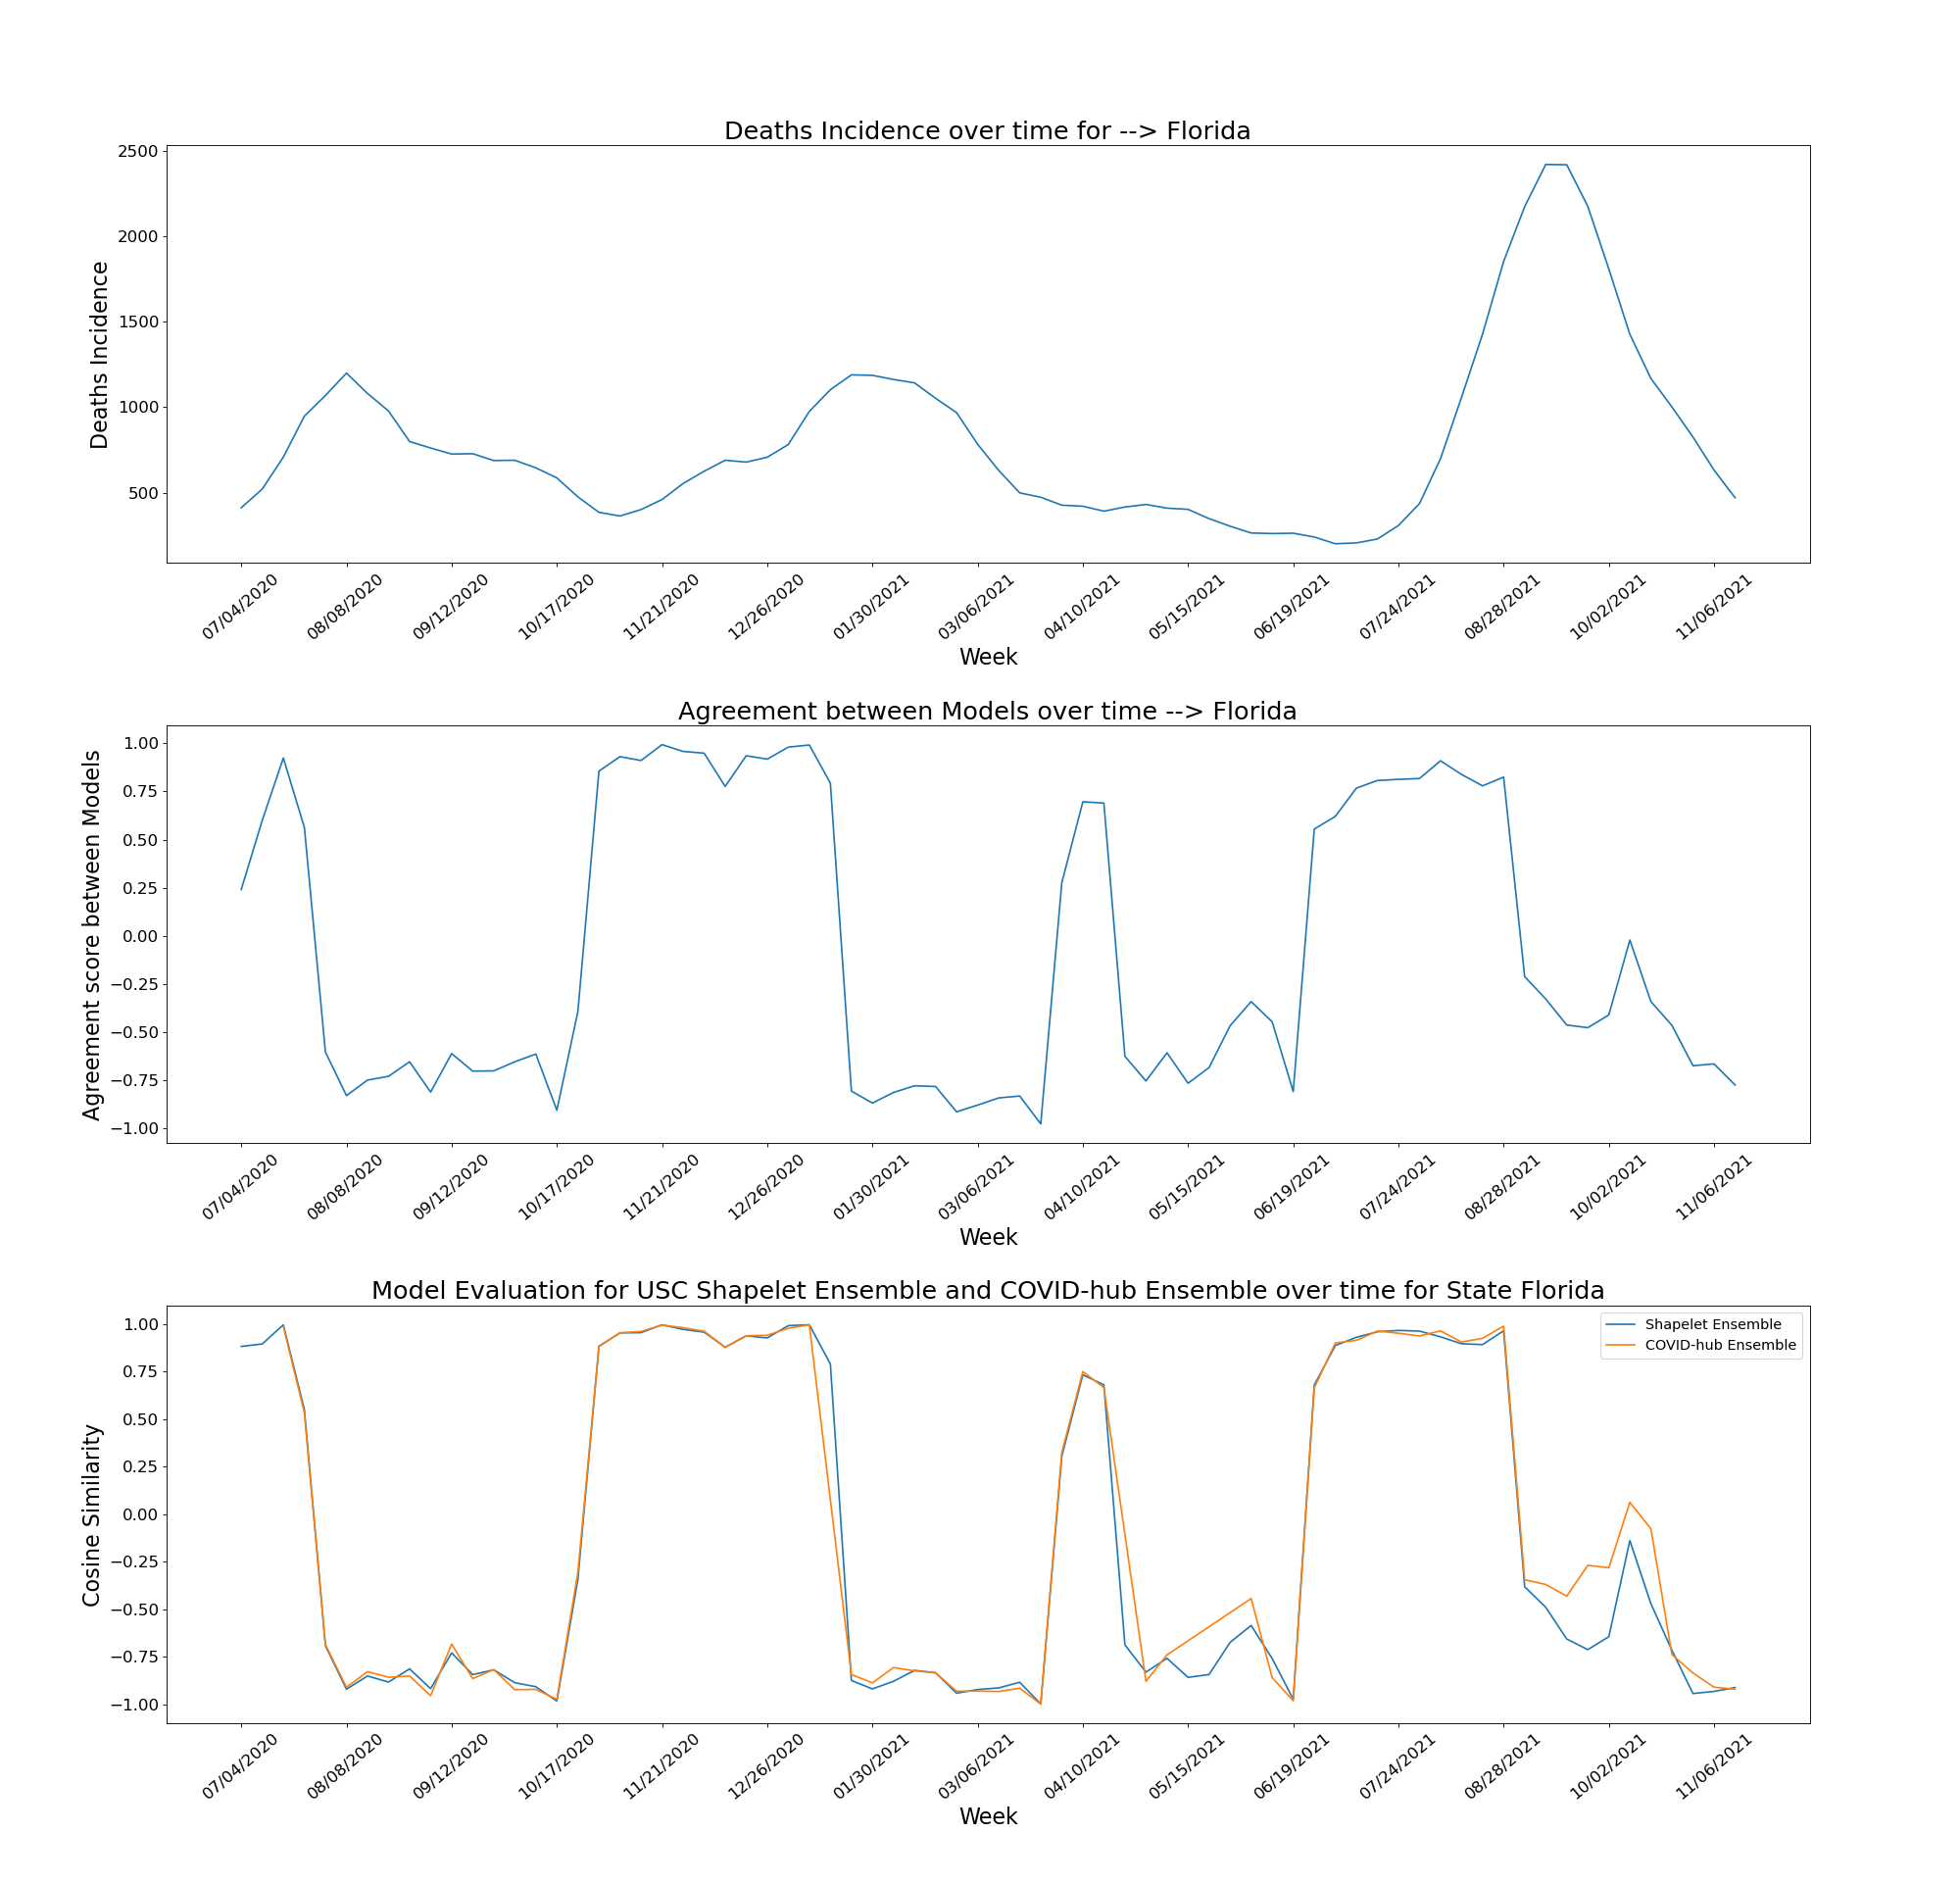 Deaths Incidence over time for --> Florida
Deaths Incidence
2500
2000
1500
1000
500
07/04/2020 08/08/2020 09/12/2020 10/17/2020 11/21/2020 12/26/2020 01/30/2021 03/06/2021 04/10/2021 05/15/2021 06/19/2021 07/24/2021 08/28/2021 10/02/2021 11/06/2021
Week
Agreement between Models over time --> Florida
Agreement score between Models
1.00
0.75
0.50
0.25
0.00
−0.25
−0.50
−0.75
−1.00
07/04/2020 08/08/2020 09/12/2020 10/17/2020 11/21/2020 12/26/2020 01/30/2021 03/06/2021 04/10/2021 05/15/2021 06/19/2021 07/24/2021 08/28/2021 10/02/2021 11/06/2021
Week
Model Evaluation for USC Shapelet Ensemble and COVID-hub Ensemble over time for State Florida
Shapelet Ensemble
COVID-hub Ensemble
Cosine Similarity
1.00
0.75
0.50
0.25
0.00
−0.25
−0.50
−0.75
−1.00
07/04/2020 08/08/2020 09/12/2020 10/17/2020 11/21/2020 12/26/2020 01/30/2021 03/06/2021 04/10/2021 05/15/2021 06/19/2021 07/24/2021 08/28/2021 10/02/2021 11/06/2021
Week